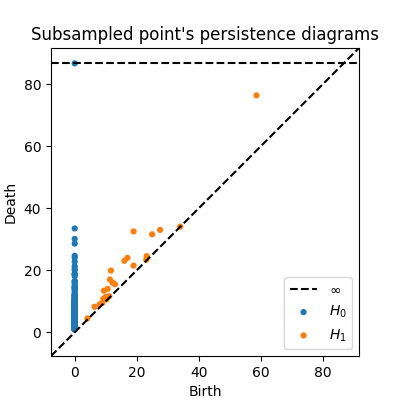 Subsampled point's persistence diagrams
Death
80
60
40
20
0
∞
H₀
H₁
0 20 40 60 80
Birth